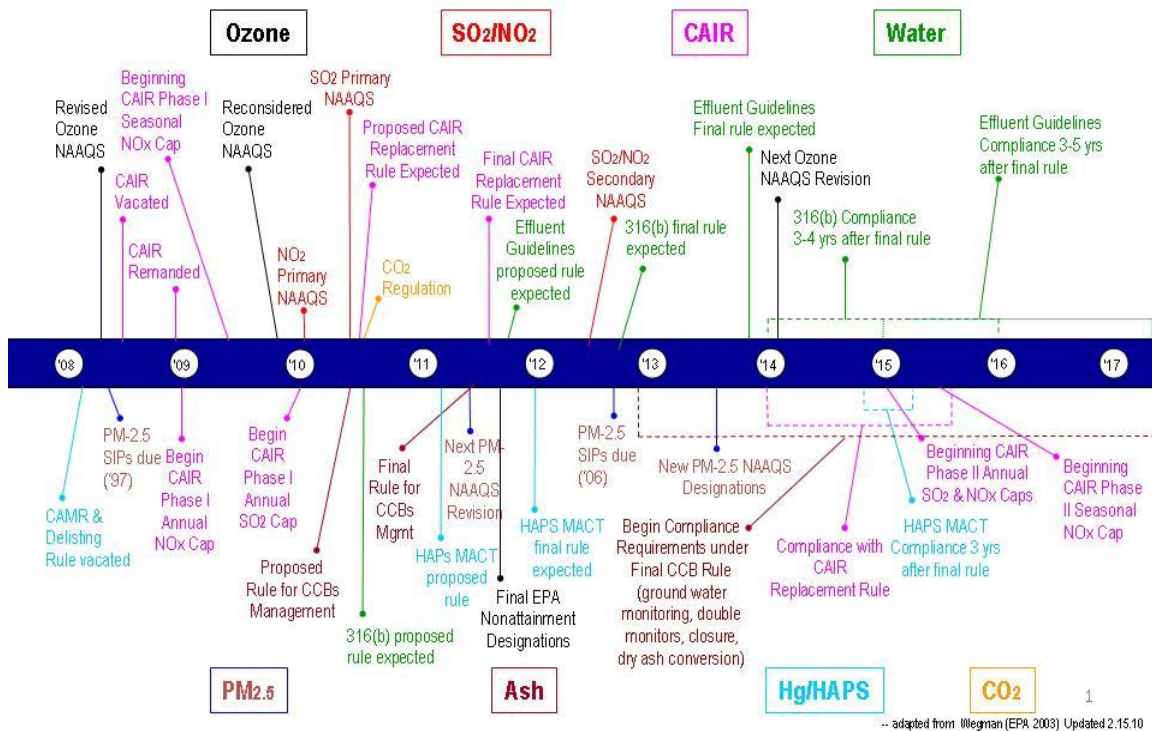 Ozone
SO2/NO2
CAIR
Water
Revised
Ozone
NAAQS
Beginning
CAIR Phase I
Seasonal
NOx Cap
CAIR
Vacated
CAIR
Remanded
Reconsidered
Ozone
NAAQS
NO2
Primary
NAAQS
SO2 Primary
NAAQS
Proposed CAIR
Replacement
Rule Expected
CO2
Regulation
Final CAIR
Replacement
Rule Expected
Effluent
Guidelines
proposed rule
expected
SO2/NO2
Secondary
NAAQS
316(b) final rule
expected
Effluent Guidelines
Final rule expected
Next Ozone
NAAQS Revision
316(b) Compliance
3-4 yrs after final rule
Effluent Guidelines
Compliance 3-5 yrs
after final rule
'08
'09
'10
'11
'12
'13
'14
'15
'16
'17
CAMR &
Delisting
Rule vacated
PM-2.5
SIPs due
('97)
Begin
CAIR
Phase I
Annual
NOx Cap
Begin
CAIR
Phase I
Annual
SO2 Cap
Proposed
Rule for CCBs
Management
316(b) proposed
rule expected
Final
Rule for
CCBs
Mgmt
HAPs MACT
proposed
rule
Next PM-
2.5
NAAQS
Revision
Final EPA
Nonattainment
Designations
HAPS MACT
final rule
expected
PM-2.5
SIPs due
('06)
New PM-2.5 NAAQS
Designations
Begin Compliance
Requirements under
Final CCB Rule
(ground water
monitoring, double
monitors, closure,
dry ash conversion)
Compliance with
CAIR
Replacement Rule
Beginning CAIR
Phase II Annual
SO2 & NOx Caps
HAPS MACT
Compliance 3 yrs
after final rule
Beginning
CAIR Phase
II Seasonal
NOx Cap
PM2.5
Ash
Hg/HAPS
CO2
1
-- adapted from Wegman (EPA 2003) Updated 2.15.10